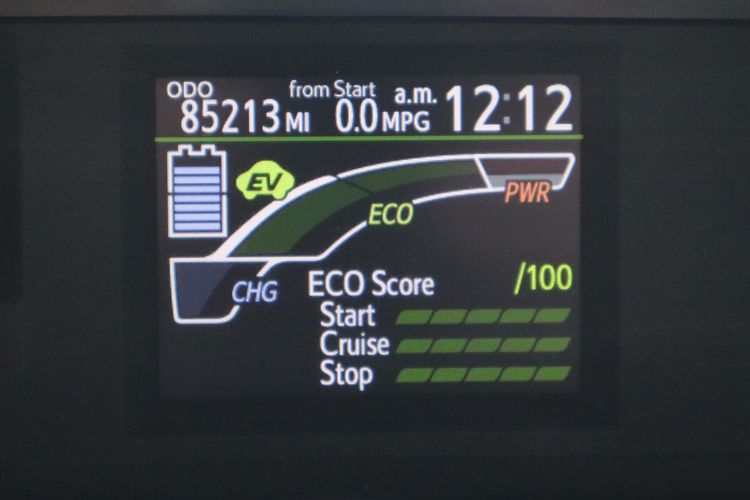 ODO from Start a.m. 12:12
85213 MI 0.0 MPG
EV
ECO
PWR
CHG
ECO Score /100
Start
Cruise
Stop